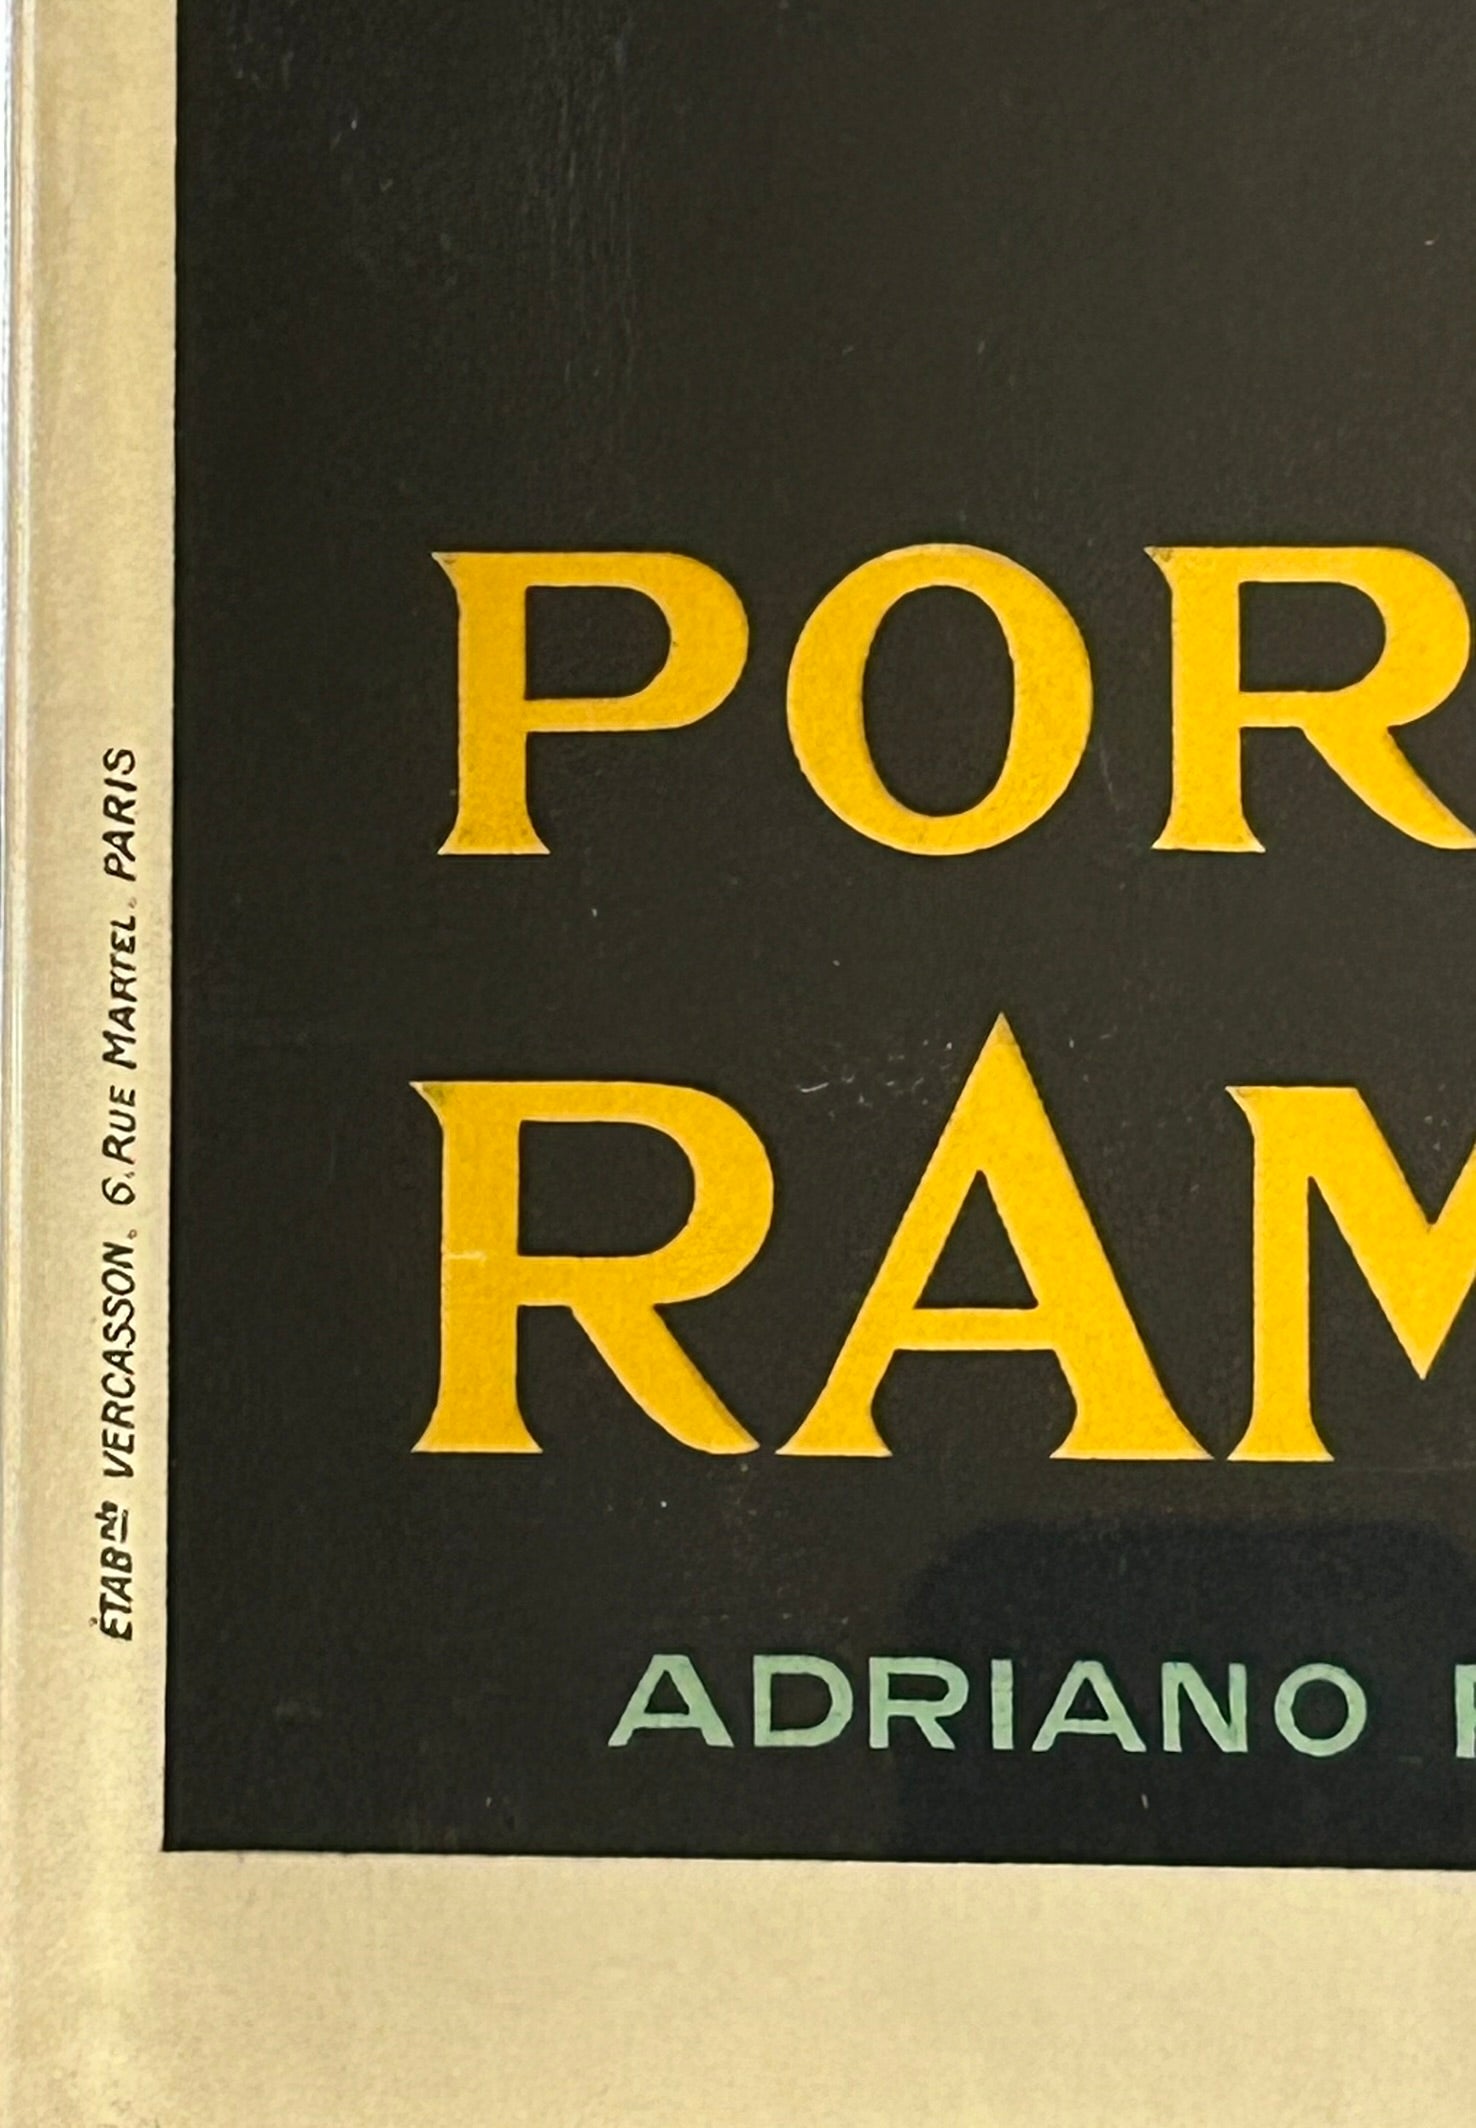 POR
RAM
ADRIANO
ÉTABts VERCASSON. 6. RUE MARTEL. PARIS